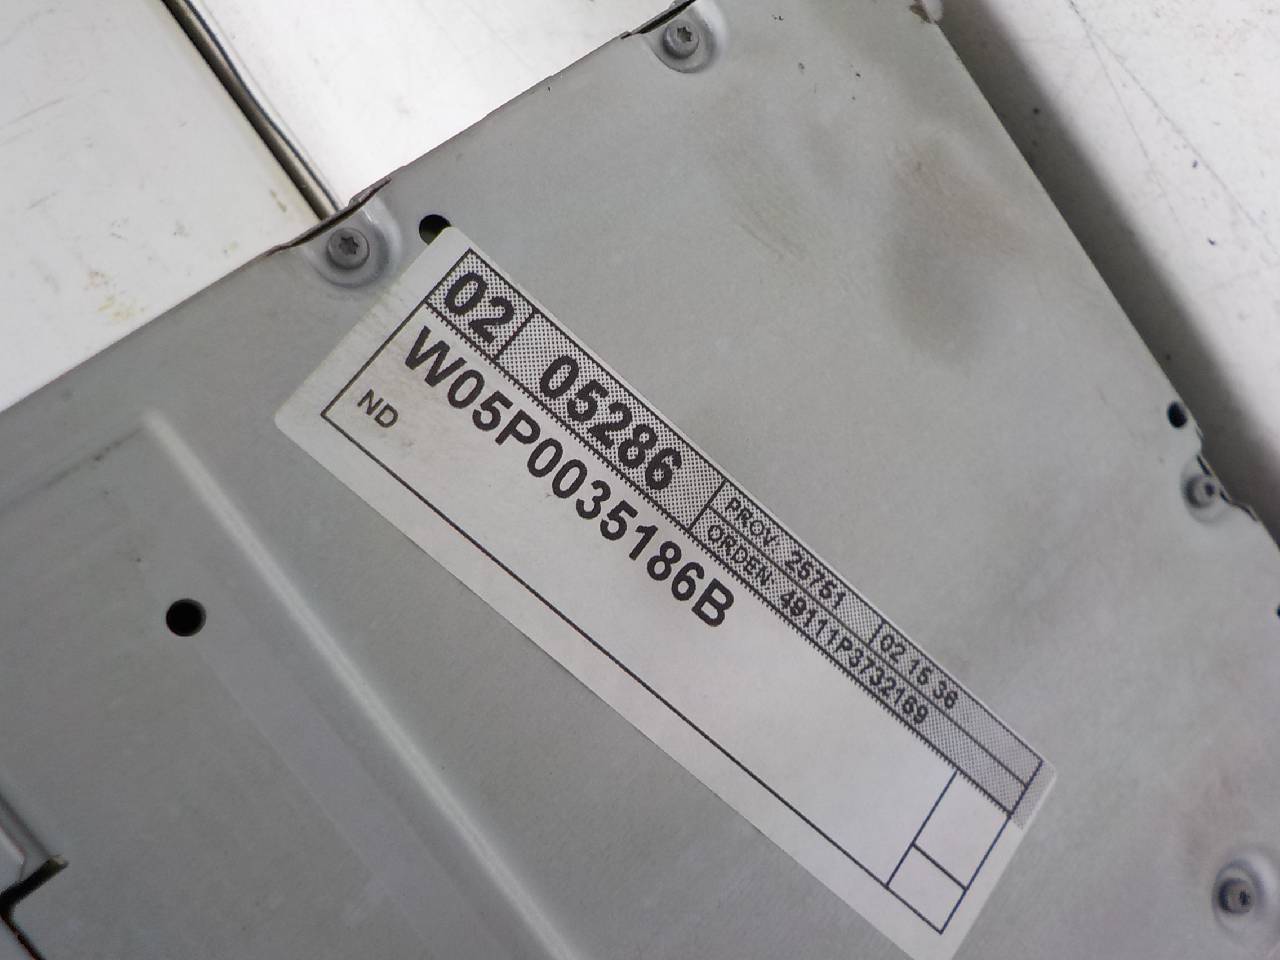 02 05286 PROV. 25751 02 15 36
ORDEN. 49111P3732169
W05P0035186B
ND